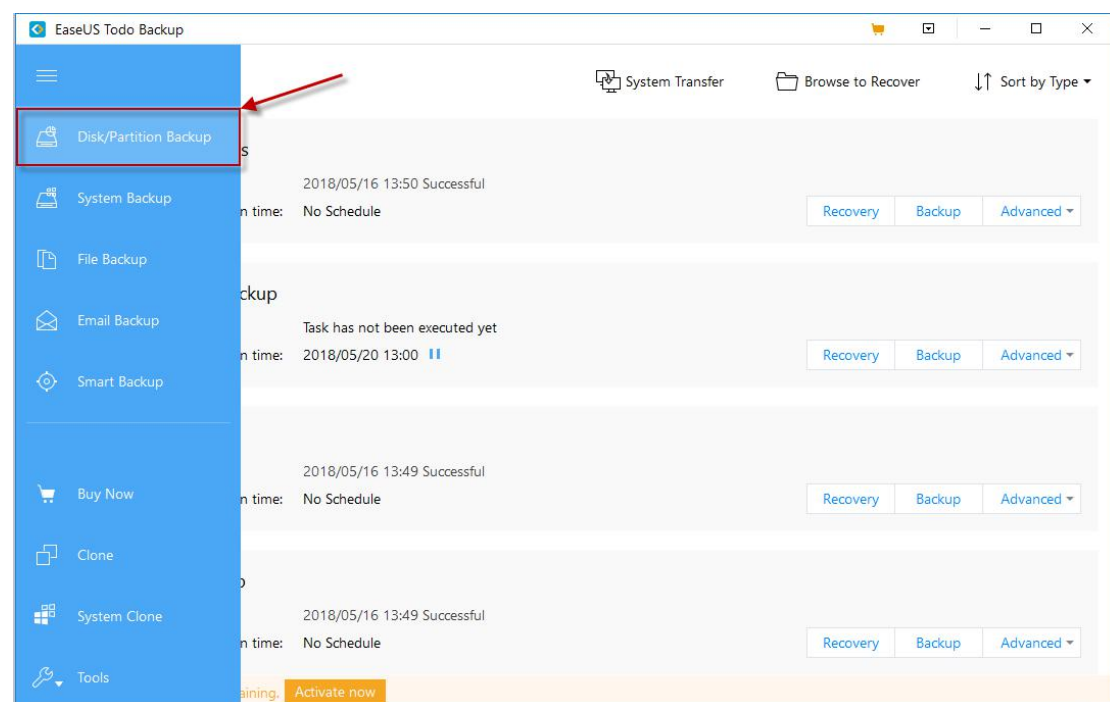 EaseUS Todo Backup
System Transfer
Browse to Recover
Sort by Type
Disk/Partition Backup
System Backup
File Backup
Email Backup
Smart Backup
Buy Now
Clone
System Clone
Tools
s
2018/05/16 13:50 Successful
n time: No Schedule
Recovery Backup Advanced
ckup
Task has not been executed yet
n time: 2018/05/20 13:00
Recovery Backup Advanced
2018/05/16 13:49 Successful
n time: No Schedule
Recovery Backup Advanced
2018/05/16 13:49 Successful
n time: No Schedule
Recovery Backup Advanced
aining. Activate now